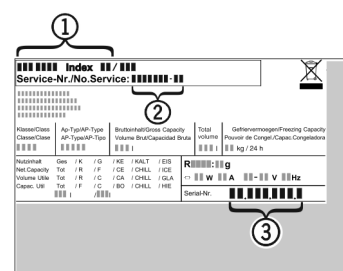 1
Index /
Service-Nr./No.Service: -
2
Klasse/Class Ap-Typ/AP-Type Bruttoinhalt/Gross Capacity Total Gefriervermoegen/Freezing Capacity
Classe/Clase AP-Type/AP-Tipo Volume Brut/Capacidad Bruta volume Pouvoir de Congel./Capac.Congeladora
l l kg / 24 h
Nutzinhalt Ges / K / G / KE / KALT / EIS
Net.Capacity Tot / R / F / CE / CHILL / ICE
Volume Utile Tot / R / C / CA / CHILL / GLA
Capac. Util Tot / F / C / BO / CHILL / HIE
l / l
R : g
W A - V Hz
Serial-Nr.
3